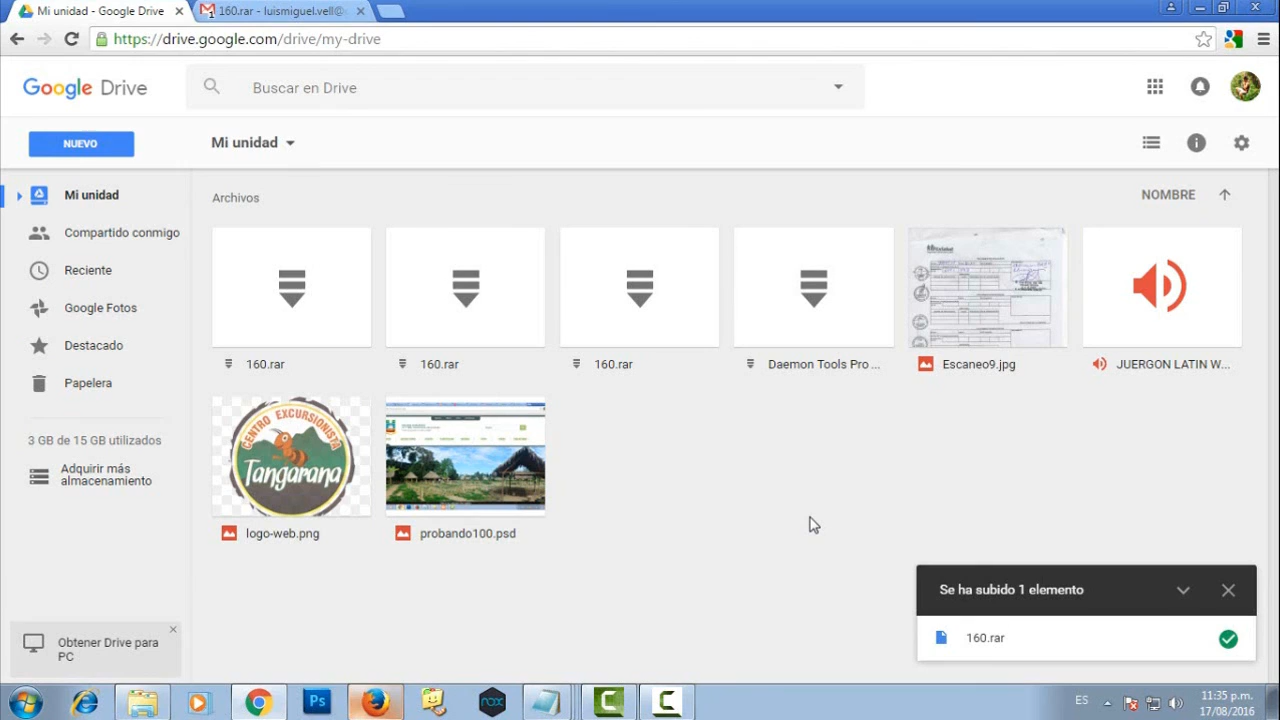 Mi unidad - Google Drive
160.rar - luismiguel.vell@
https://drive.google.com/drive/my-drive
Google Drive
Buscar en Drive
NUEVO
Mi unidad
Mi unidad
Compartido conmigo
Reciente
Google Fotos
Destacado
Papelera
3 GB de 15 GB utilizados
Adquirir más
almacenamiento
Obtener Drive para
PC
Archivos
NOMBRE
160.rar
160.rar
160.rar
Daemon Tools Pro ...
Escaneo9.jpg
JUERGON LATIN W...
CENTRO EXCURSIONISTA
Tangarana
logo-web.png
probando100.psd
Se ha subido 1 elemento
160.rar
Ps
nox
ES
11:35 p.m.
17/08/2016